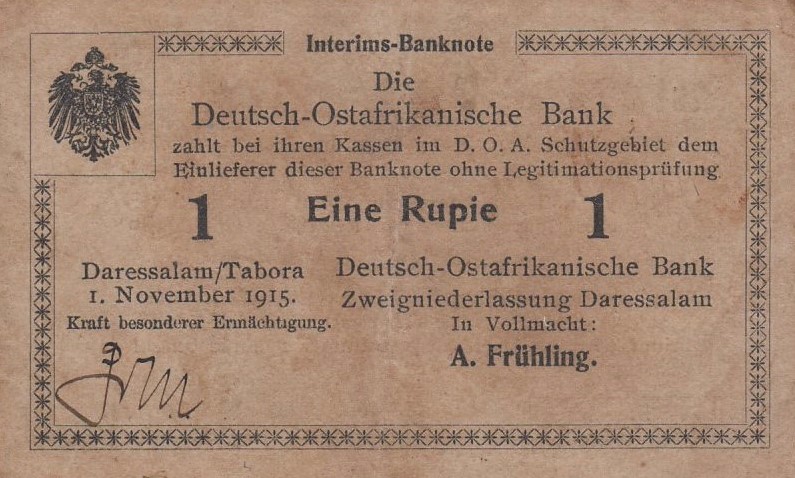 Interims-Banknote
Die
Deutsch-Ostafrikanische Bank
zahlt bei ihren Kassen im D. O. A. Schutzgebiet dem
Einlieferer dieser Banknote ohne Legitimationsprüfung
1 Eine Rupie 1
Daressalam/Tabora
1. November 1915.
Kraft besonderer Ermächtigung.
Deutsch-Ostafrikanische Bank
Zweigniederlassung Daressalam
In Vollmacht:
A. Frühling.